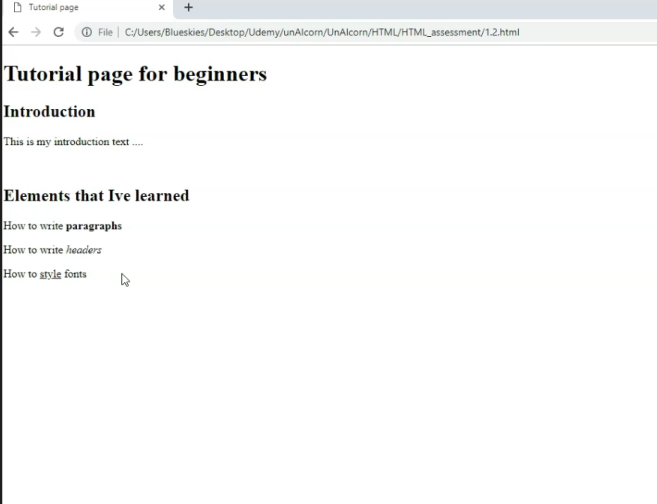 Tutorial page
File
C:/Users/Blueskies/Desktop/Udemy/unAlcorn/UnAlcorn/HTML/HTML_assessment/1.2.html
Tutorial page for beginners
Introduction
This is my introduction text ....
Elements that Ive learned
How to write paragraphs
How to write headers
How to style fonts